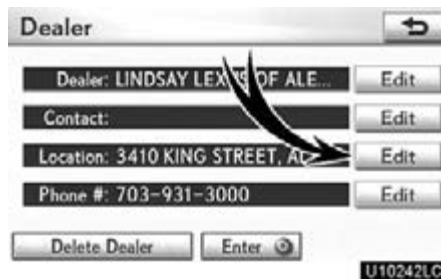 Dealer
Dealer: LINDSAY LEXUS OF ALE... Edit
Contact: Edit
Location: 3410 KING STREET, Edit
Phone #: 703-931-3000 Edit
Delete Dealer Enter
U10242LC